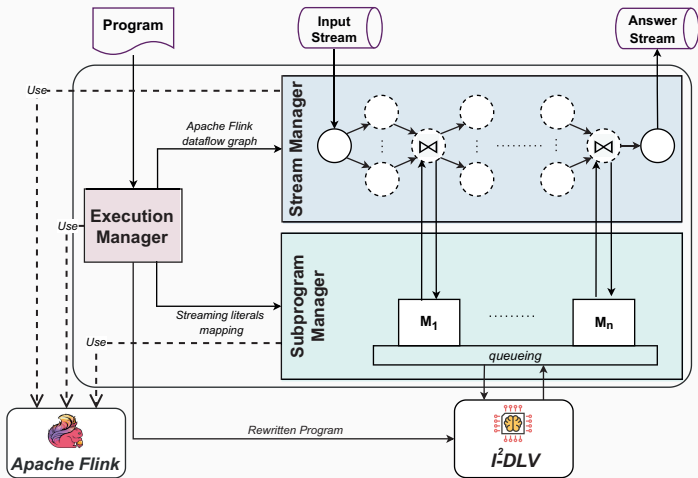 Program
Input
Stream
Answer
Stream
Use
Apache Flink
dataflow graph
Stream Manager
Execution
Manager
Use
Streaming literals
mapping
Subprogram
Manager
M1
.........
Mn
queueing
Use
Rewritten Program
Apache Flink
I2-DLV